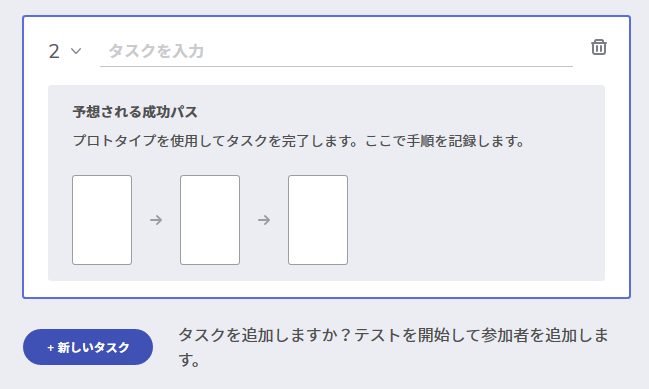 2 タスクを入力
予想される成功パス
プロトタイプを使用してタスクを完了します。ここで手順を記録します。
+ 新しいタスク
タスクを追加しますか？テストを開始して参加者を追加しま
す。